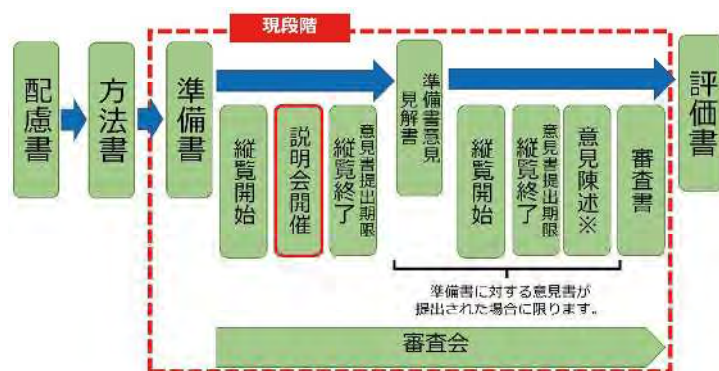 現段階
配慮書
方法書
準備書
縦覧開始
説明会開催
意見書提出期限
縦覧終了
準備書意見
見解書
縦覧開始
意見書提出期限
縦覧終了
意見陳述※
審査書
評価書
準備書に対する意見書が
提出された場合に限ります。
審査会